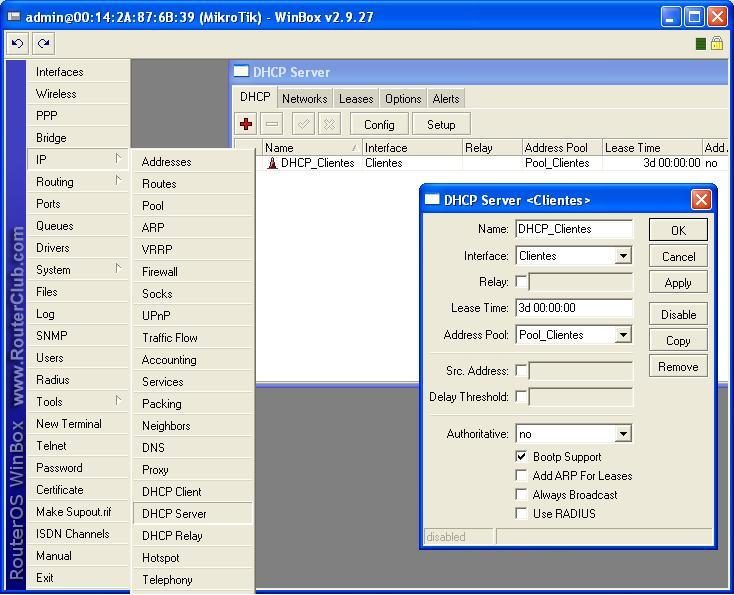 admin@00:14:2A:87:6B:39 (MikroTik) - WinBox v2.9.27
RouterOS WinBox www.RouterClub.com
Interfaces
Wireless
PPP
Bridge
IP
Routing
Ports
Queues
Drivers
System
Files
Log
SNMP
Users
Radius
Tools
New Terminal
Telnet
Password
Certificate
Make Supout.rif
ISDN Channels
Manual
Exit
Addresses
Routes
Pool
ARP
VRRP
Firewall
Socks
UPnP
Traffic Flow
Accounting
Services
Packing
Neighbors
DNS
Proxy
DHCP Client
DHCP Server
DHCP Relay
Hotspot
Telephony
DHCP Server
DHCP Networks Leases Options Alerts
Config Setup
Name Interface Relay Address Pool Lease Time Add
DHCP_Clientes Clientes Pool_Clientes 3d 00:00:00 no
DHCP Server <Clientes>
Name: DHCP_Clientes
Interface: Clientes
Relay:
Lease Time: 3d 00:00:00
Address Pool: Pool_Clientes
Src. Address:
Delay Threshold:
Authoritative: no
Bootp Support
Add ARP For Leases
Always Broadcast
Use RADIUS
OK
Cancel
Apply
Disable
Copy
Remove
disabled